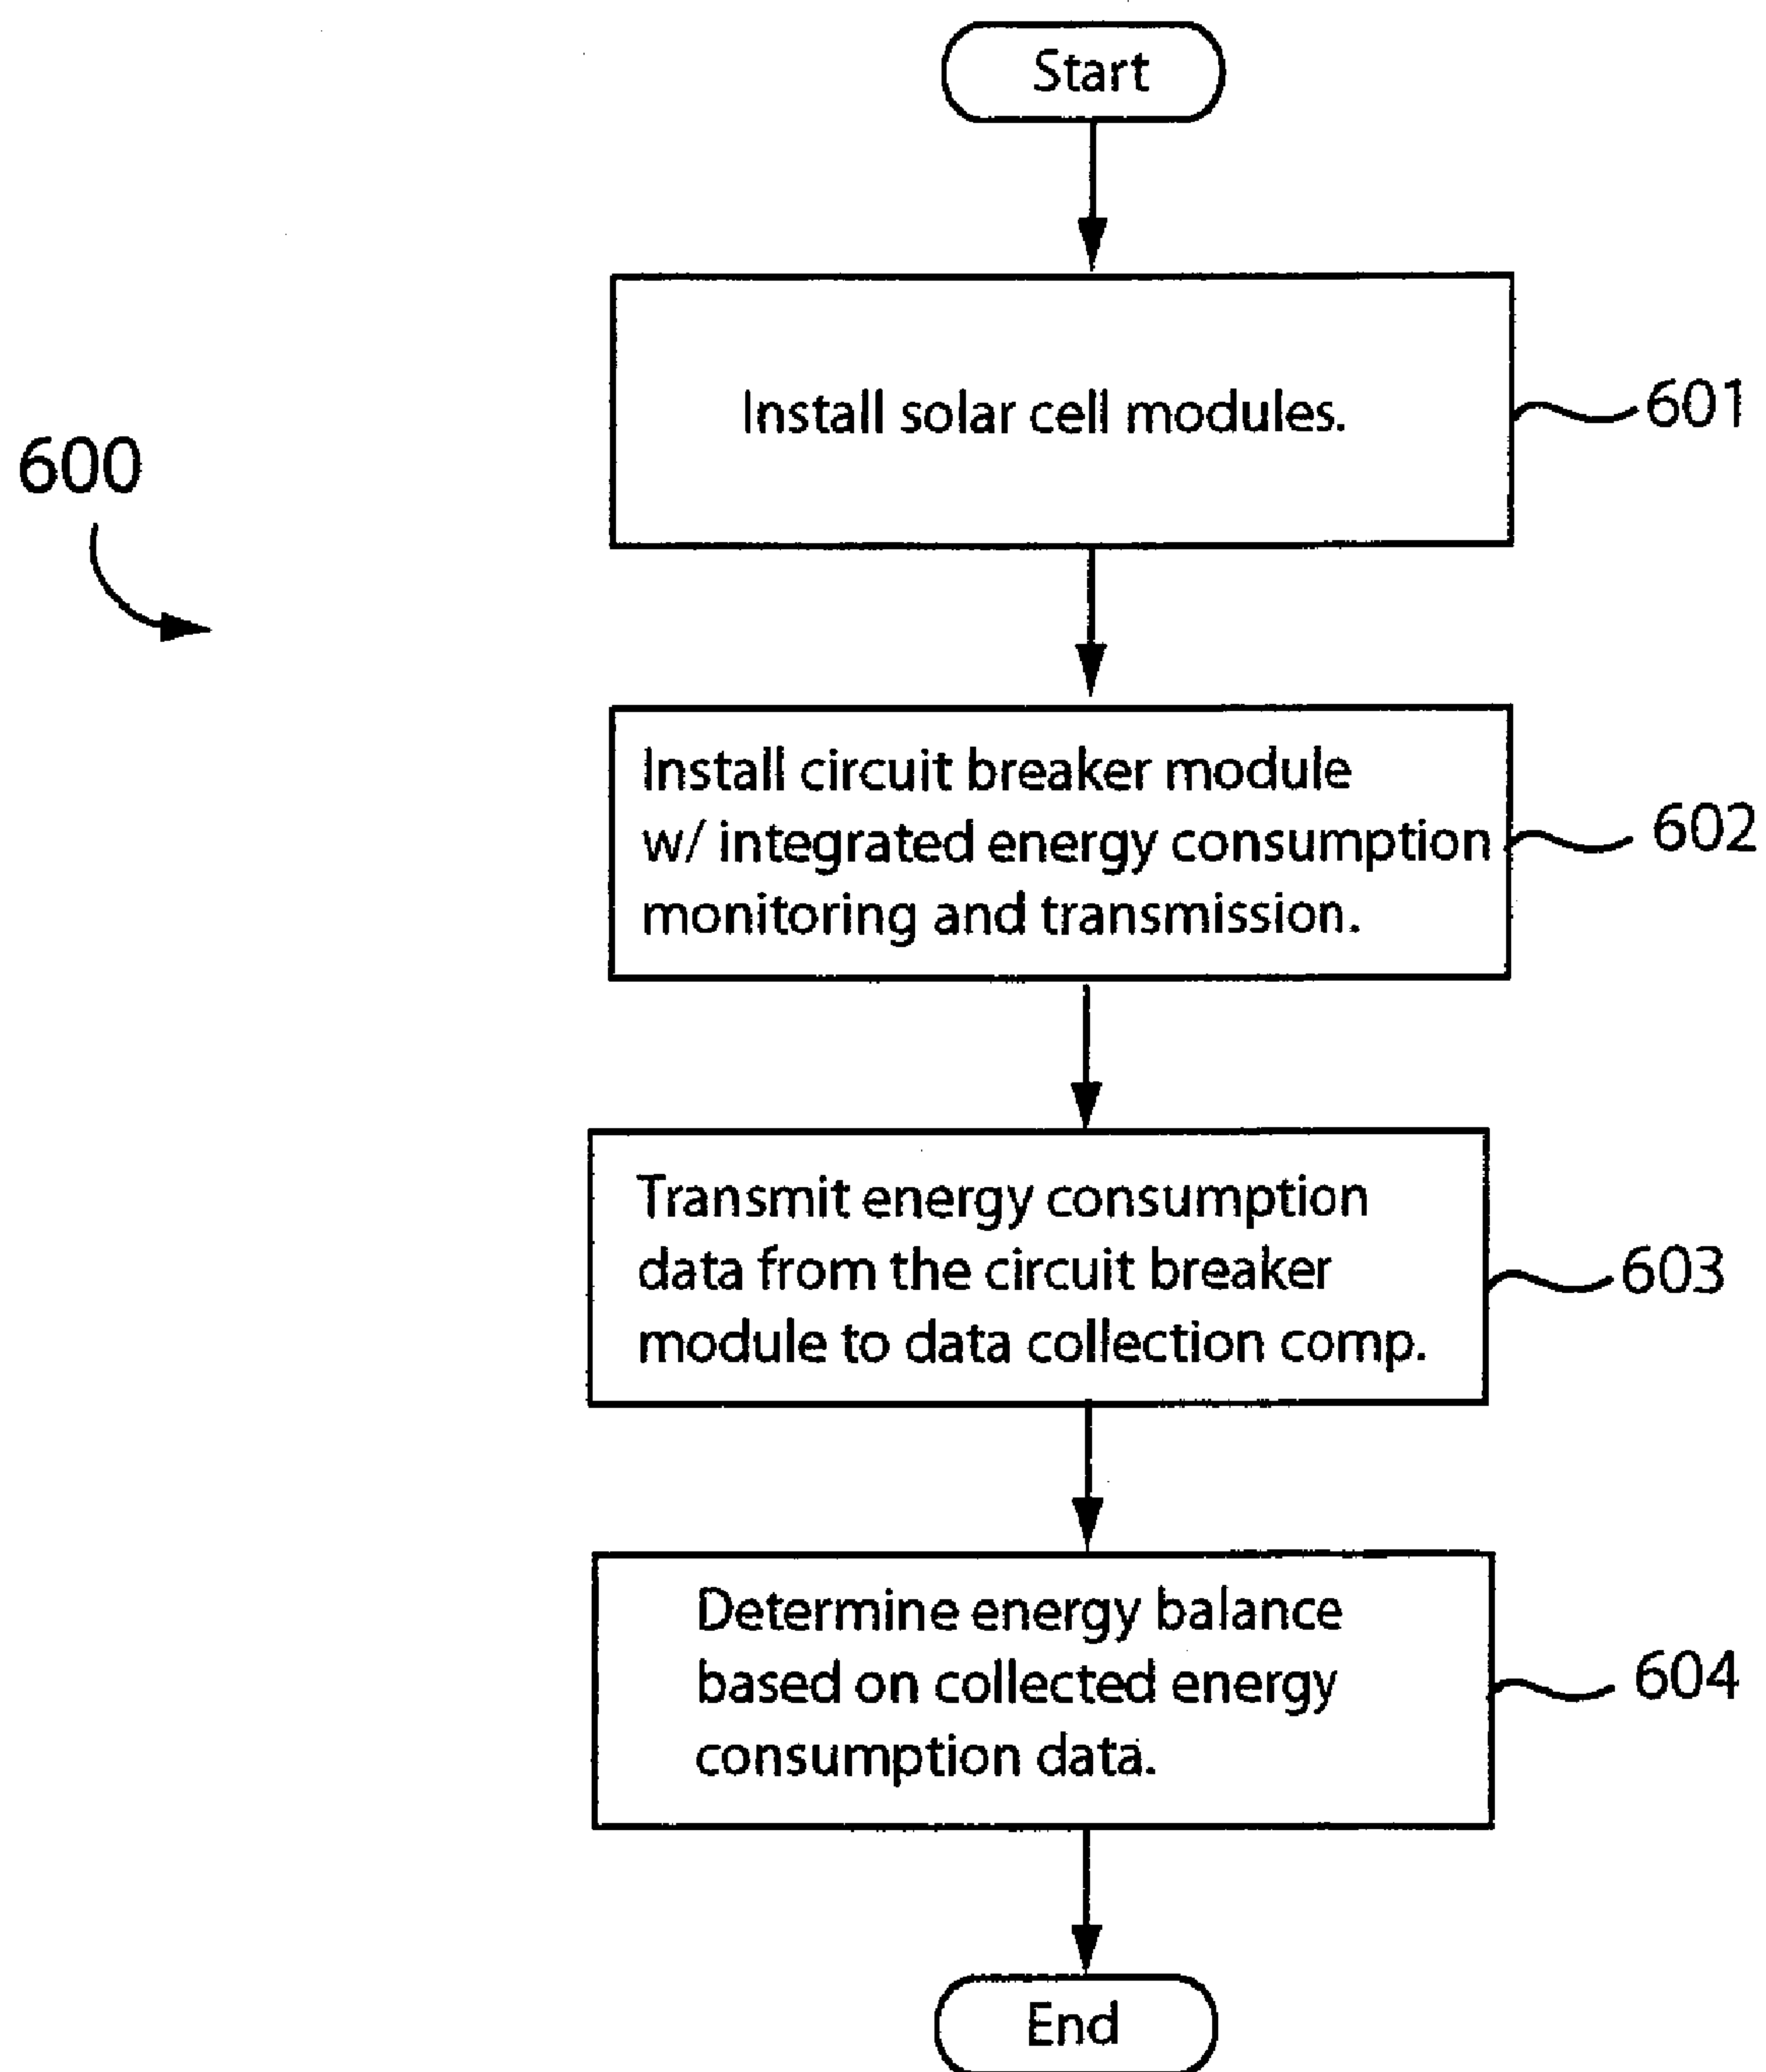 Start
Install solar cell modules.
601
600
Install circuit breaker module
w/ integrated energy consumption
monitoring and transmission.
602
Transmit energy consumption
data from the circuit breaker
module to data collection comp.
603
Determine energy balance
based on collected energy
consumption data.
604
End